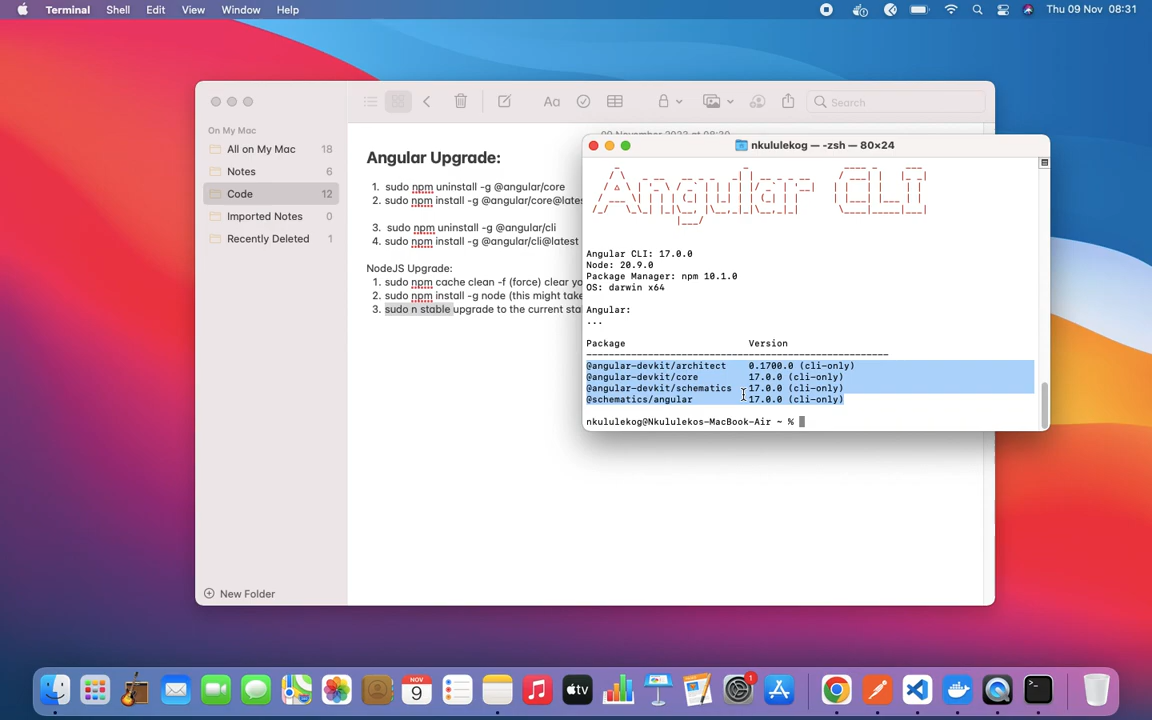 Terminal Shell Edit View Window Help Thu 09 Nov 08:31
Search
On My Mac
All on My Mac 18
Notes 6
Code 12
Imported Notes 0
Recently Deleted 1
New Folder
Angular Upgrade:
1. sudo npm uninstall -g @angular/core
2. sudo npm install -g @angular/core@lates
3. sudo npm uninstall -g @angular/cli
4. sudo npm install -g @angular/cli@latest
NodeJS Upgrade:
1. sudo npm cache clean -f (force) clear yo
2. sudo npm install -g node (this might take
3. sudo n stable upgrade to the current sta
nkululekog — -zsh — 80×24
Angular CLI
Angular CLI: 17.0.0
Node: 20.9.0
Package Manager: npm 10.1.0
OS: darwin x64
Angular:
...
Package Version
------------------------------------------------------
@angular-devkit/architect 0.1700.0 (cli-only)
@angular-devkit/core 17.0.0 (cli-only)
@angular-devkit/schematics 17.0.0 (cli-only)
@schematics/angular 17.0.0 (cli-only)
nkululekog@Nkululekos-MacBook-Air ~ %
NOV
9
tv
1